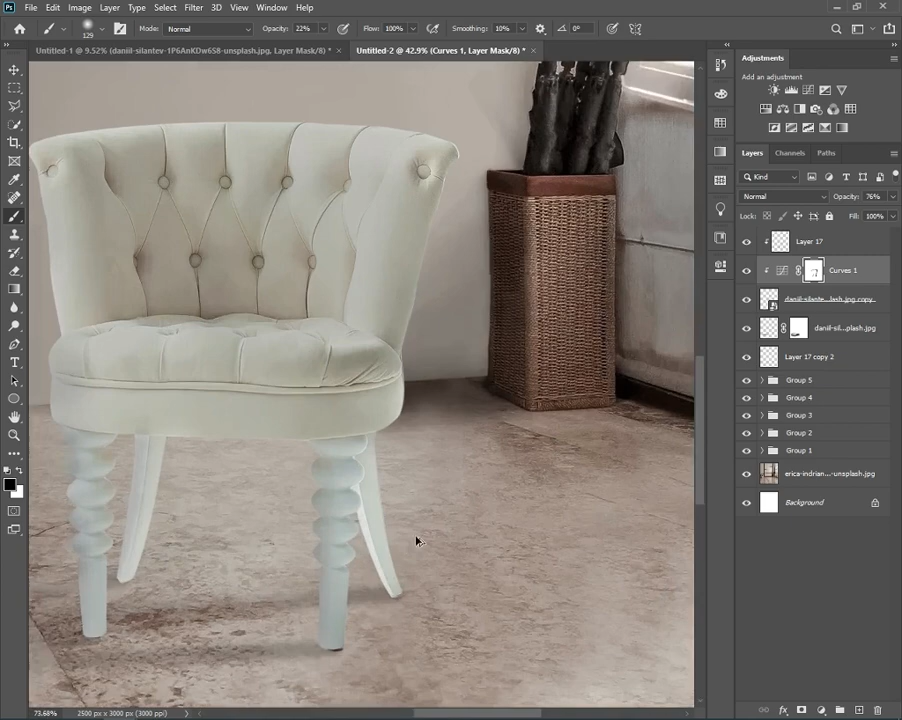 Ps File Edit Image Layer Type Select Filter 3D View Window Help
129 Mode: Normal Opacity: 22% Flow: 100% Smoothing: 10% 0°
Untitled-1 @ 9.52% (daniil-silantev-1P6AnKDw6S8-unsplash.jpg, Layer Mask/8) * ×
Untitled-2 @ 42.9% (Curves 1, Layer Mask/8) * ×
Adjustments
Add an adjustment
Layers Channels Paths
Kind
Normal Opacity: 76%
Lock: Fill: 100%
Layer 17
Curves 1
daniil-silante...lash.jpg copy
daniil-sil...plash.jpg
Layer 17 copy 2
Group 5
Group 4
Group 3
Group 2
Group 1
erica-indrian...-unsplash.jpg
Background
fx
73.68% 2500 px x 3000 px (3000 ppi)